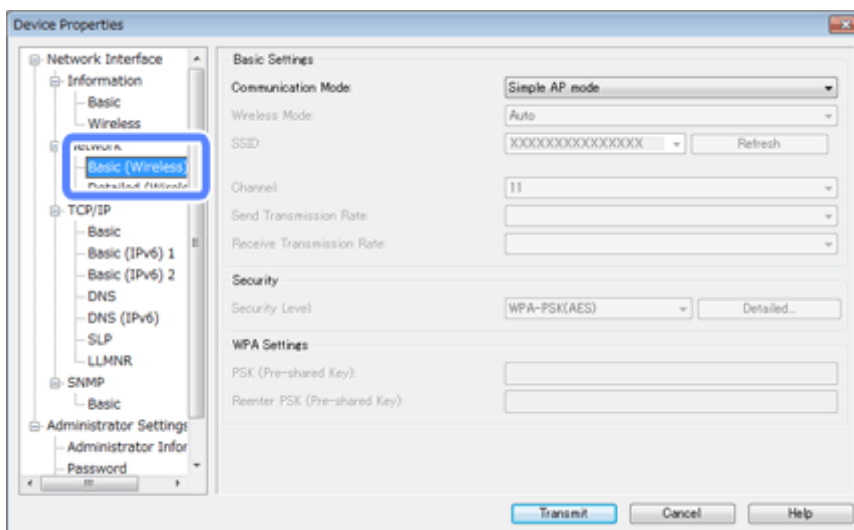 Device Properties
Network Interface
Information
Basic
Wireless
Network
Basic (Wireless)
TCP/IP
Basic
Basic (IPv6) 1
Basic (IPv6) 2
DNS
DNS (IPv6)
SLP
LLMNR
SNMP
Basic
Administrator Settings
Administrator Infor
Password
Basic Settings
Communication Mode: Simple AP mode
Wireless Mode: Auto
SSID: XXXXXXXXXXXXXXX Refresh
Channel: 11
Send Transmission Rate:
Receive Transmission Rate:
Security
Security Level: WPA-PSK(AES) Detailed...
WPA Settings
PSK (Pre-shared Key):
Reenter PSK (Pre-shared Key):
Transmit Cancel Help